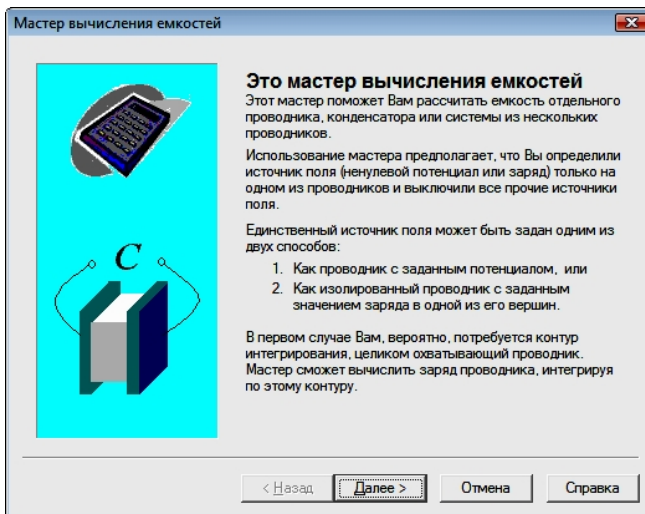 Мастер вычисления емкостей
Это мастер вычисления емкостей
Этот мастер поможет Вам рассчитать емкость отдельного
проводника, конденсатора или системы из нескольких
проводников.
Использование мастера предполагает, что Вы определили
источник поля (ненулевой потенциал или заряд) только на
одном из проводников и выключили все прочие источники
поля.
Единственный источник поля может быть задан одним из
двух способов:
1. Как проводник с заданным потенциалом, или
2. Как изолированный проводник с заданным
значением заряда в одной из его вершин.
В первом случае Вам, вероятно, потребуется контур
интегрирования, целиком охватывающий проводник.
Мастер сможет вычислить заряд проводника, интегрируя
по этому контуру.
C
< Назад Далее > Отмена Справка